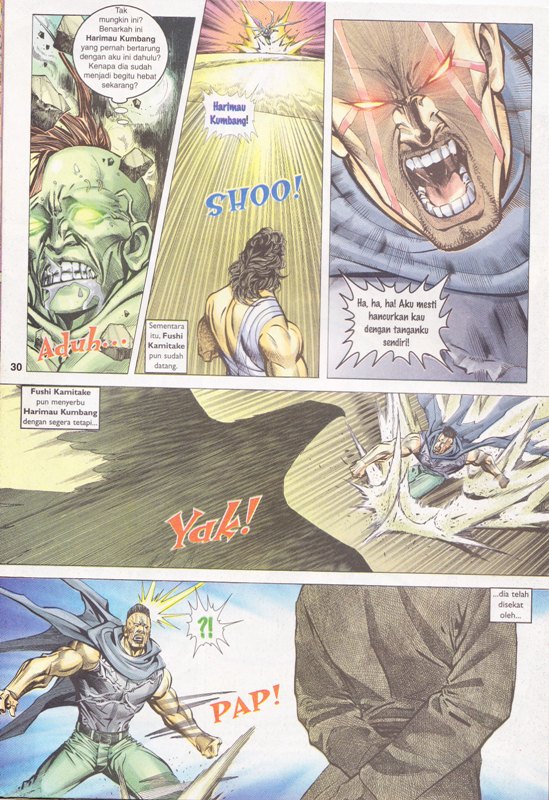 Tak
mungkin ini?
Benarkah ini
Harimau Kumbang
yang pernah bertarung
dengan aku ini dahulu?
Kenapa dia sudah
menjadi begitu hebat
sekarang?
Aduh...
Harimau
Kumbang!
SHOO!
Sementara
itu, Fushi
Kamitake
pun sudah
datang.
Ha, ha, ha! Aku mesti
hancurkan kau
dengan tanganku
sendiri!
30
Fushi Kamitake
pun menyerbu
Harimau Kumbang
dengan segera tetapi...
Yak!
?!
PAP!
...dia telah
disekat
oleh...